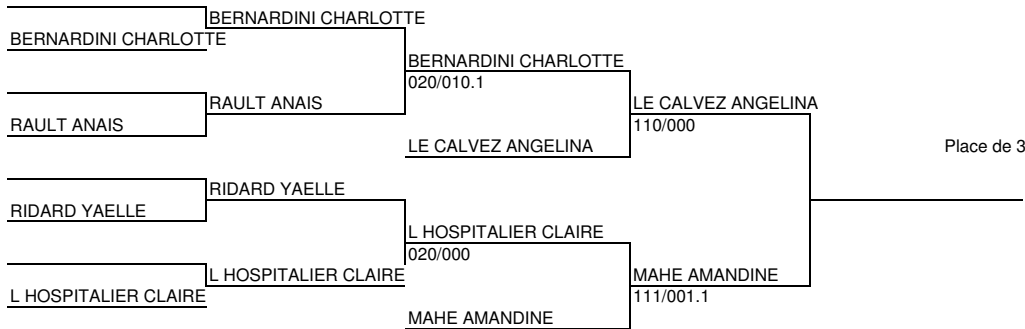 BERNARDINI CHARLOTTE
BERNARDINI CHARLOTTE
BERNARDINI CHARLOTTE
020/010.1
RAULT ANAIS
LE CALVEZ ANGELINA
110/000
RAULT ANAIS
LE CALVEZ ANGELINA
Place de 3
RIDARD YAELLE
RIDARD YAELLE
L HOSPITALIER CLAIRE
020/000
L HOSPITALIER CLAIRE
MAHE AMANDINE
111/001.1
L HOSPITALIER CLAIRE
MAHE AMANDINE